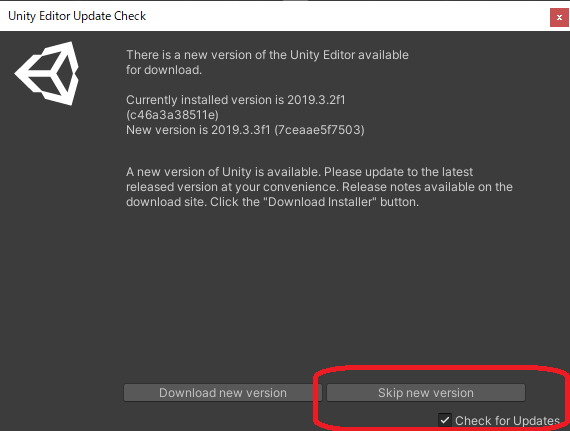 Unity Editor Update Check
x
There is a new version of the Unity Editor available
for download.
Currently installed version is 2019.3.2f1
(c46a3a38511e)
New version is 2019.3.3f1 (7ceaae5f7503)
A new version of Unity is available. Please update to the latest
released version at your convenience. Release notes available on the
download site. Click the "Download Installer" button.
Download new version
Skip new version
Check for Updates